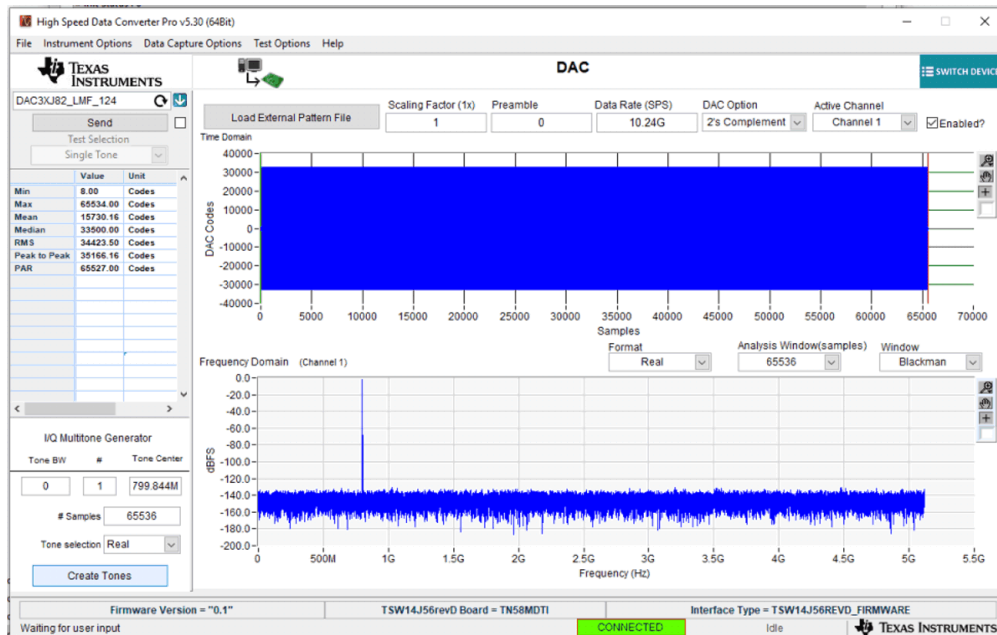 High Speed Data Converter Pro v5.30 (64Bit)
File Instrument Options Data Capture Options Test Options Help
TEXAS INSTRUMENTS
DAC
SWITCH DEVICE
DAC3XJ82_LMF_124
Send
Test Selection
Single Tone
Load External Pattern File
Scaling Factor (1x) Preamble Data Rate (SPS) DAC Option Active Channel
1 0 10.24G 2's Complement Channel 1 Enabled?
Value Unit
Min 8.00 Codes
Max 65534.00 Codes
Mean 15730.16 Codes
Median 33500.00 Codes
RMS 34423.50 Codes
Peak to Peak 35166.16 Codes
PAR 65527.00 Codes
Time Domain
DAC Codes
40000
30000
20000
10000
0
-10000
-20000
-30000
-40000
0 5000 10000 15000 20000 25000 30000 35000 40000 45000 50000 55000 60000 65000 70000
Samples
Format Analysis Window(samples) Window
Real 65536 Blackman
Frequency Domain (Channel 1)
dBFS
0.0
-20.0
-40.0
-60.0
-80.0
-100.0
-120.0
-140.0
-160.0
-180.0
-200.0
0 500M 1G 1.5G 2G 2.5G 3G 3.5G 4G 4.5G 5G 5.5G
Frequency (Hz)
I/Q Multitone Generator
Tone BW # Tone Center
0 1 799.844M
# Samples 65536
Tone selection Real
Create Tones
Firmware Version = "0.1" TSW14J56revD Board = TN58MDTI Interface Type = TSW14J56REVD_FIRMWARE
Waiting for user input CONNECTED Idle TEXAS INSTRUMENTS